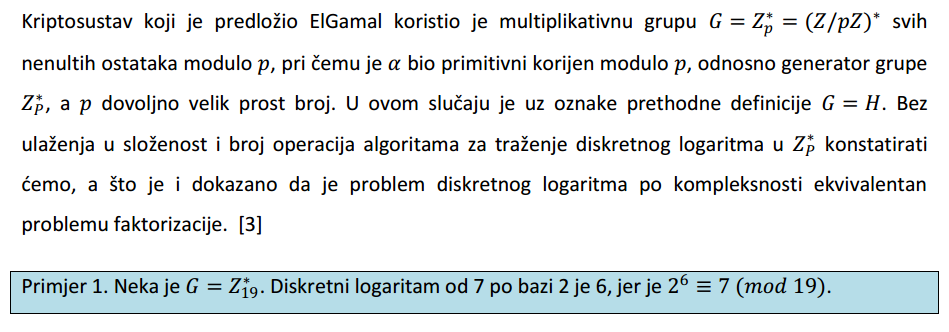 Kriptosustav koji je predložio ElGamal koristio je multiplikativnu grupu G = Z_p^* = (Z/pZ)^* svih
nenultih ostataka modulo p, pri čemu je α bio primitivni korijen modulo p, odnosno generator grupe
Z_P^*, a p dovoljno velik prost broj. U ovom slučaju je uz oznake prethodne definicije G = H. Bez
ulaženja u složenost i broj operacija algoritama za traženje diskretnog logaritma u Z_P^* konstatirati
ćemo, a što je i dokazano da je problem diskretnog logaritma po kompleksnosti ekvivalentan
problemu faktorizacije. [3]
Primjer 1. Neka je G = Z_19^*. Diskretni logaritam od 7 po bazi 2 je 6, jer je 2^6 ≡ 7 (mod 19).